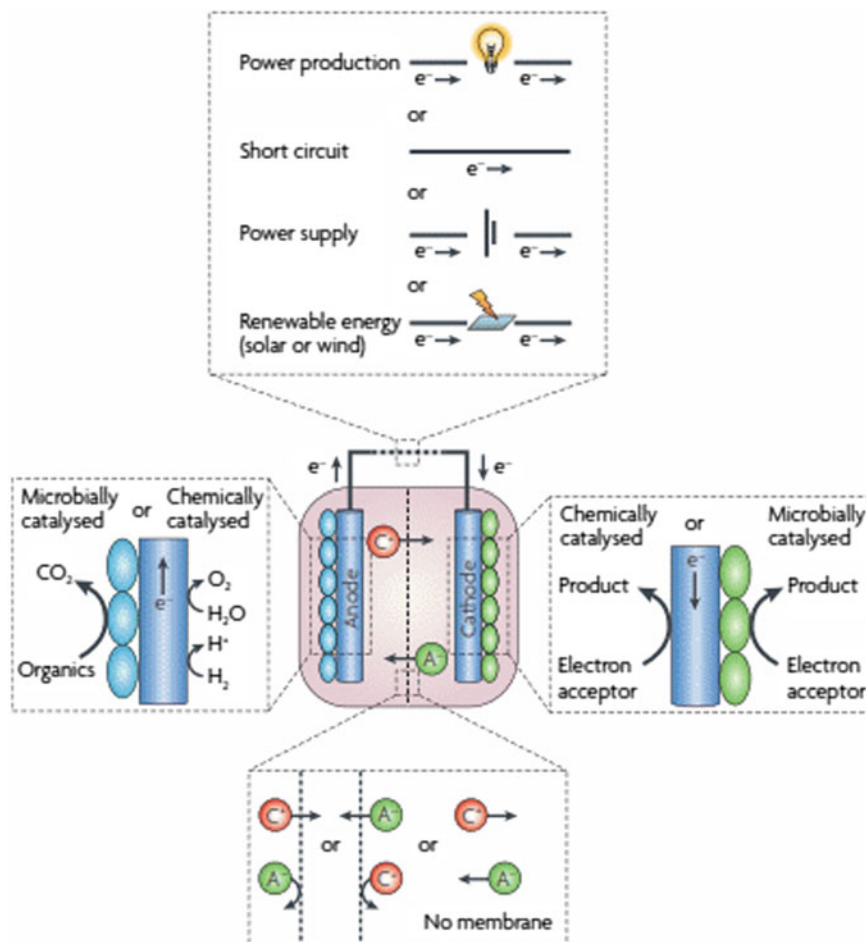 Power production
e⁻ e⁻
or
Short circuit
e⁻
or
Power supply
e⁻ e⁻
or
Renewable energy
(solar or wind)
e⁻ e⁻
e⁻ e⁻
Microbially
catalysed
or
Chemically
catalysed
CO₂
Organics
e⁻
O₂
H₂O
H⁺
H₂
Anode
C⁺
A⁻
Cathode
Chemically
catalysed
or
Microbially
catalysed
Product
Electron
acceptor
e⁻
Product
Electron
acceptor
C⁺ A⁻ C⁺
or or
A⁻ C⁺ A⁻
No membrane